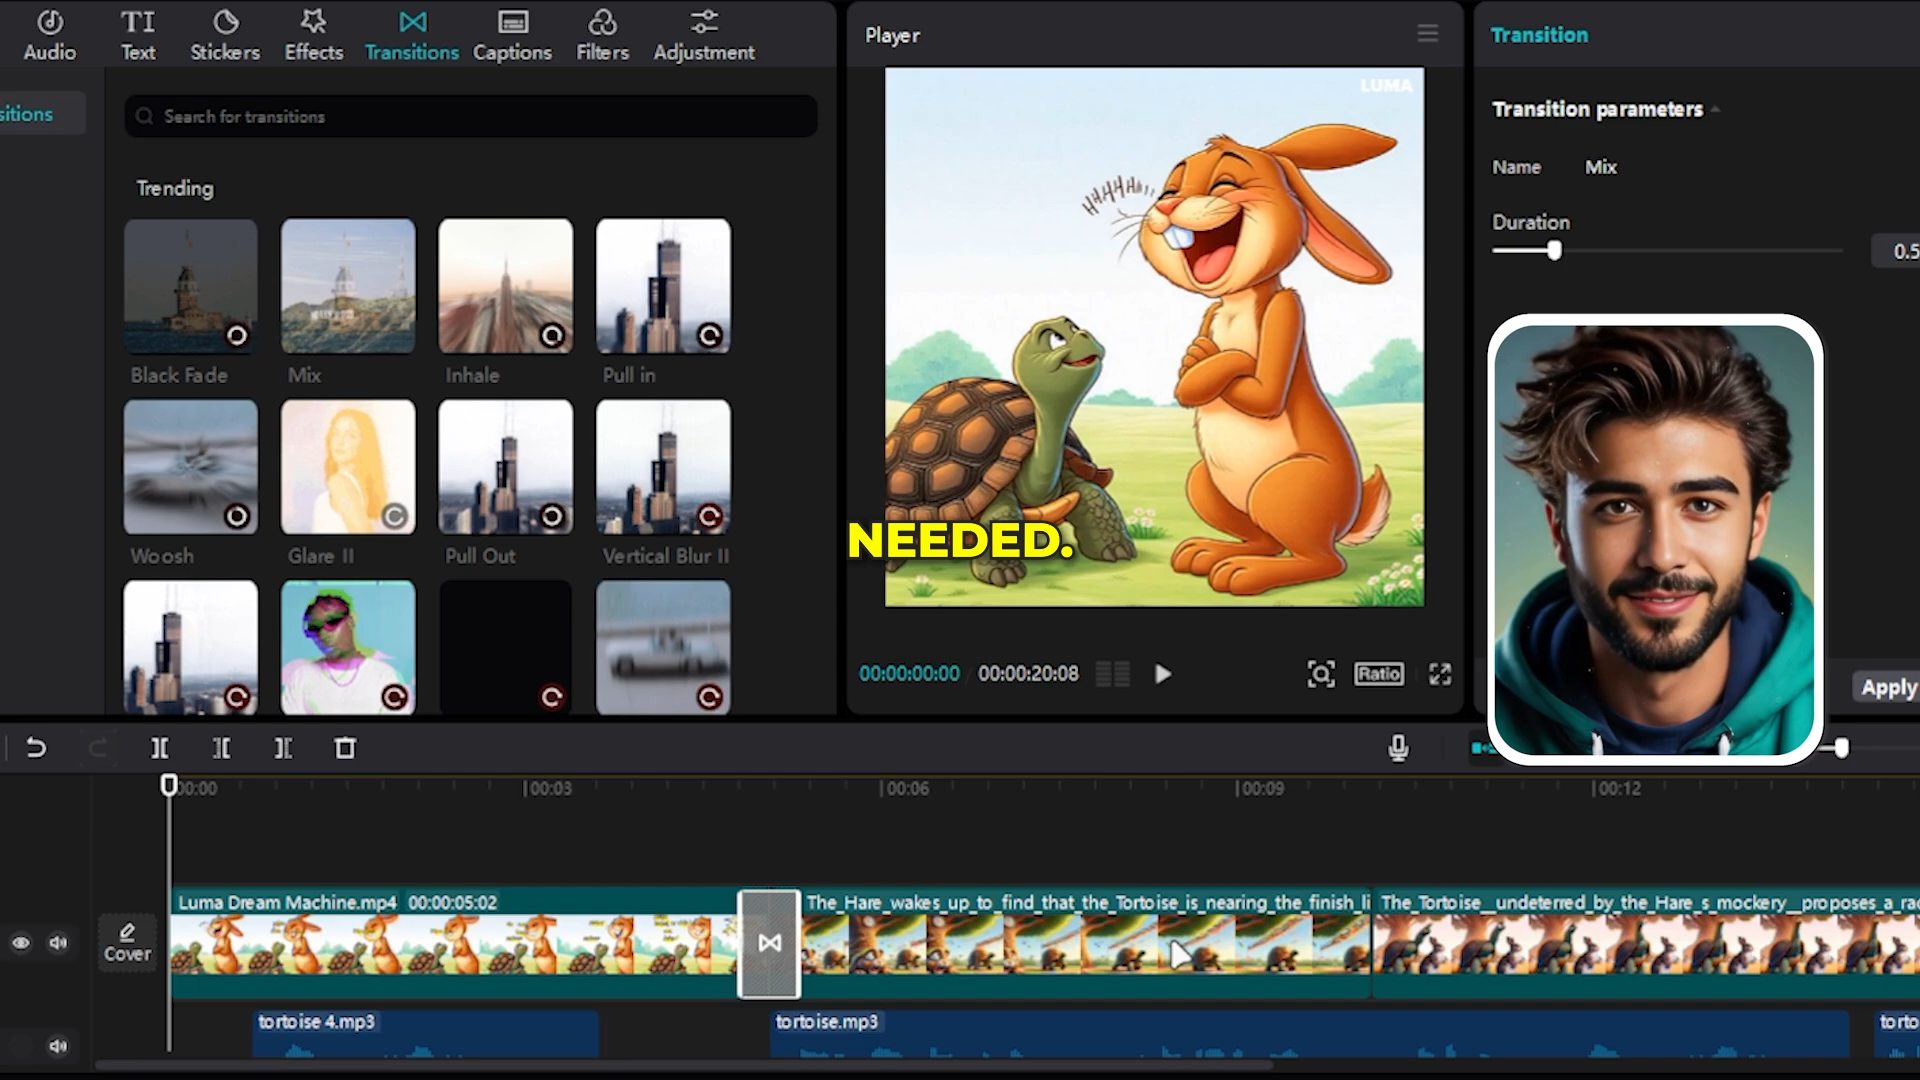 Audio
Text
Stickers
Effects
Transitions
Captions
Filters
Adjustment
sitions
Search for transitions
Trending
Black Fade
Mix
Inhale
Pull in
Woosh
Glare II
Pull Out
Vertical Blur II
Player
LUMA
HAHAHA
NEEDED.
00:00:00:00 / 00:00:20:08
Ratio
Transition
Transition parameters
Name Mix
Duration
0.5
Apply
00:00
00:03
00:06
00:09
00:12
Cover
Luma Dream Machine.mp4 00:00:05:02
The_Hare_wakes_up_to_find_that_the_Tortoise_is_nearing_the_finish_li
The_Tortoise__undeterred_by_the_Hare_s_mockery__proposes_a_rac
tortoise 4.mp3
tortoise.mp3
torto